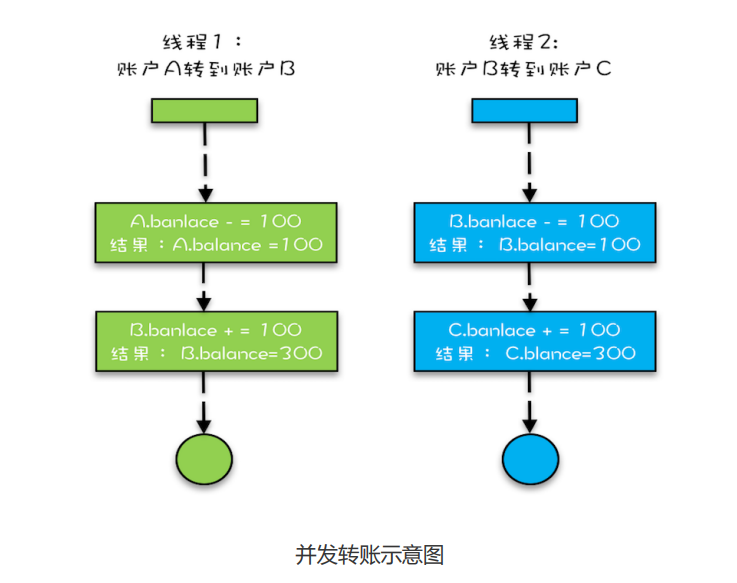 线程1：
账户A转到账户B
线程2:
账户B转到账户C
A.banlace - = 100
结果：A.balance =100
B.banlace - = 100
结果： B.balance=100
B.banlace + = 100
结果： B.balance=300
C.banlace + = 100
结果： C.blance=300
并发转账示意图